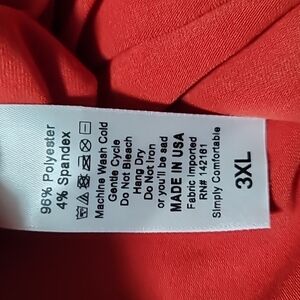 96% Polyester
4% Spandex
Machine Wash Cold
Gentle Cycle
Do Not Bleach
Hang Dry
Do Not Iron
or you'll be sad
MADE IN USA
Fabric Imported
RN# 142161
Simply Comfortable
3XL